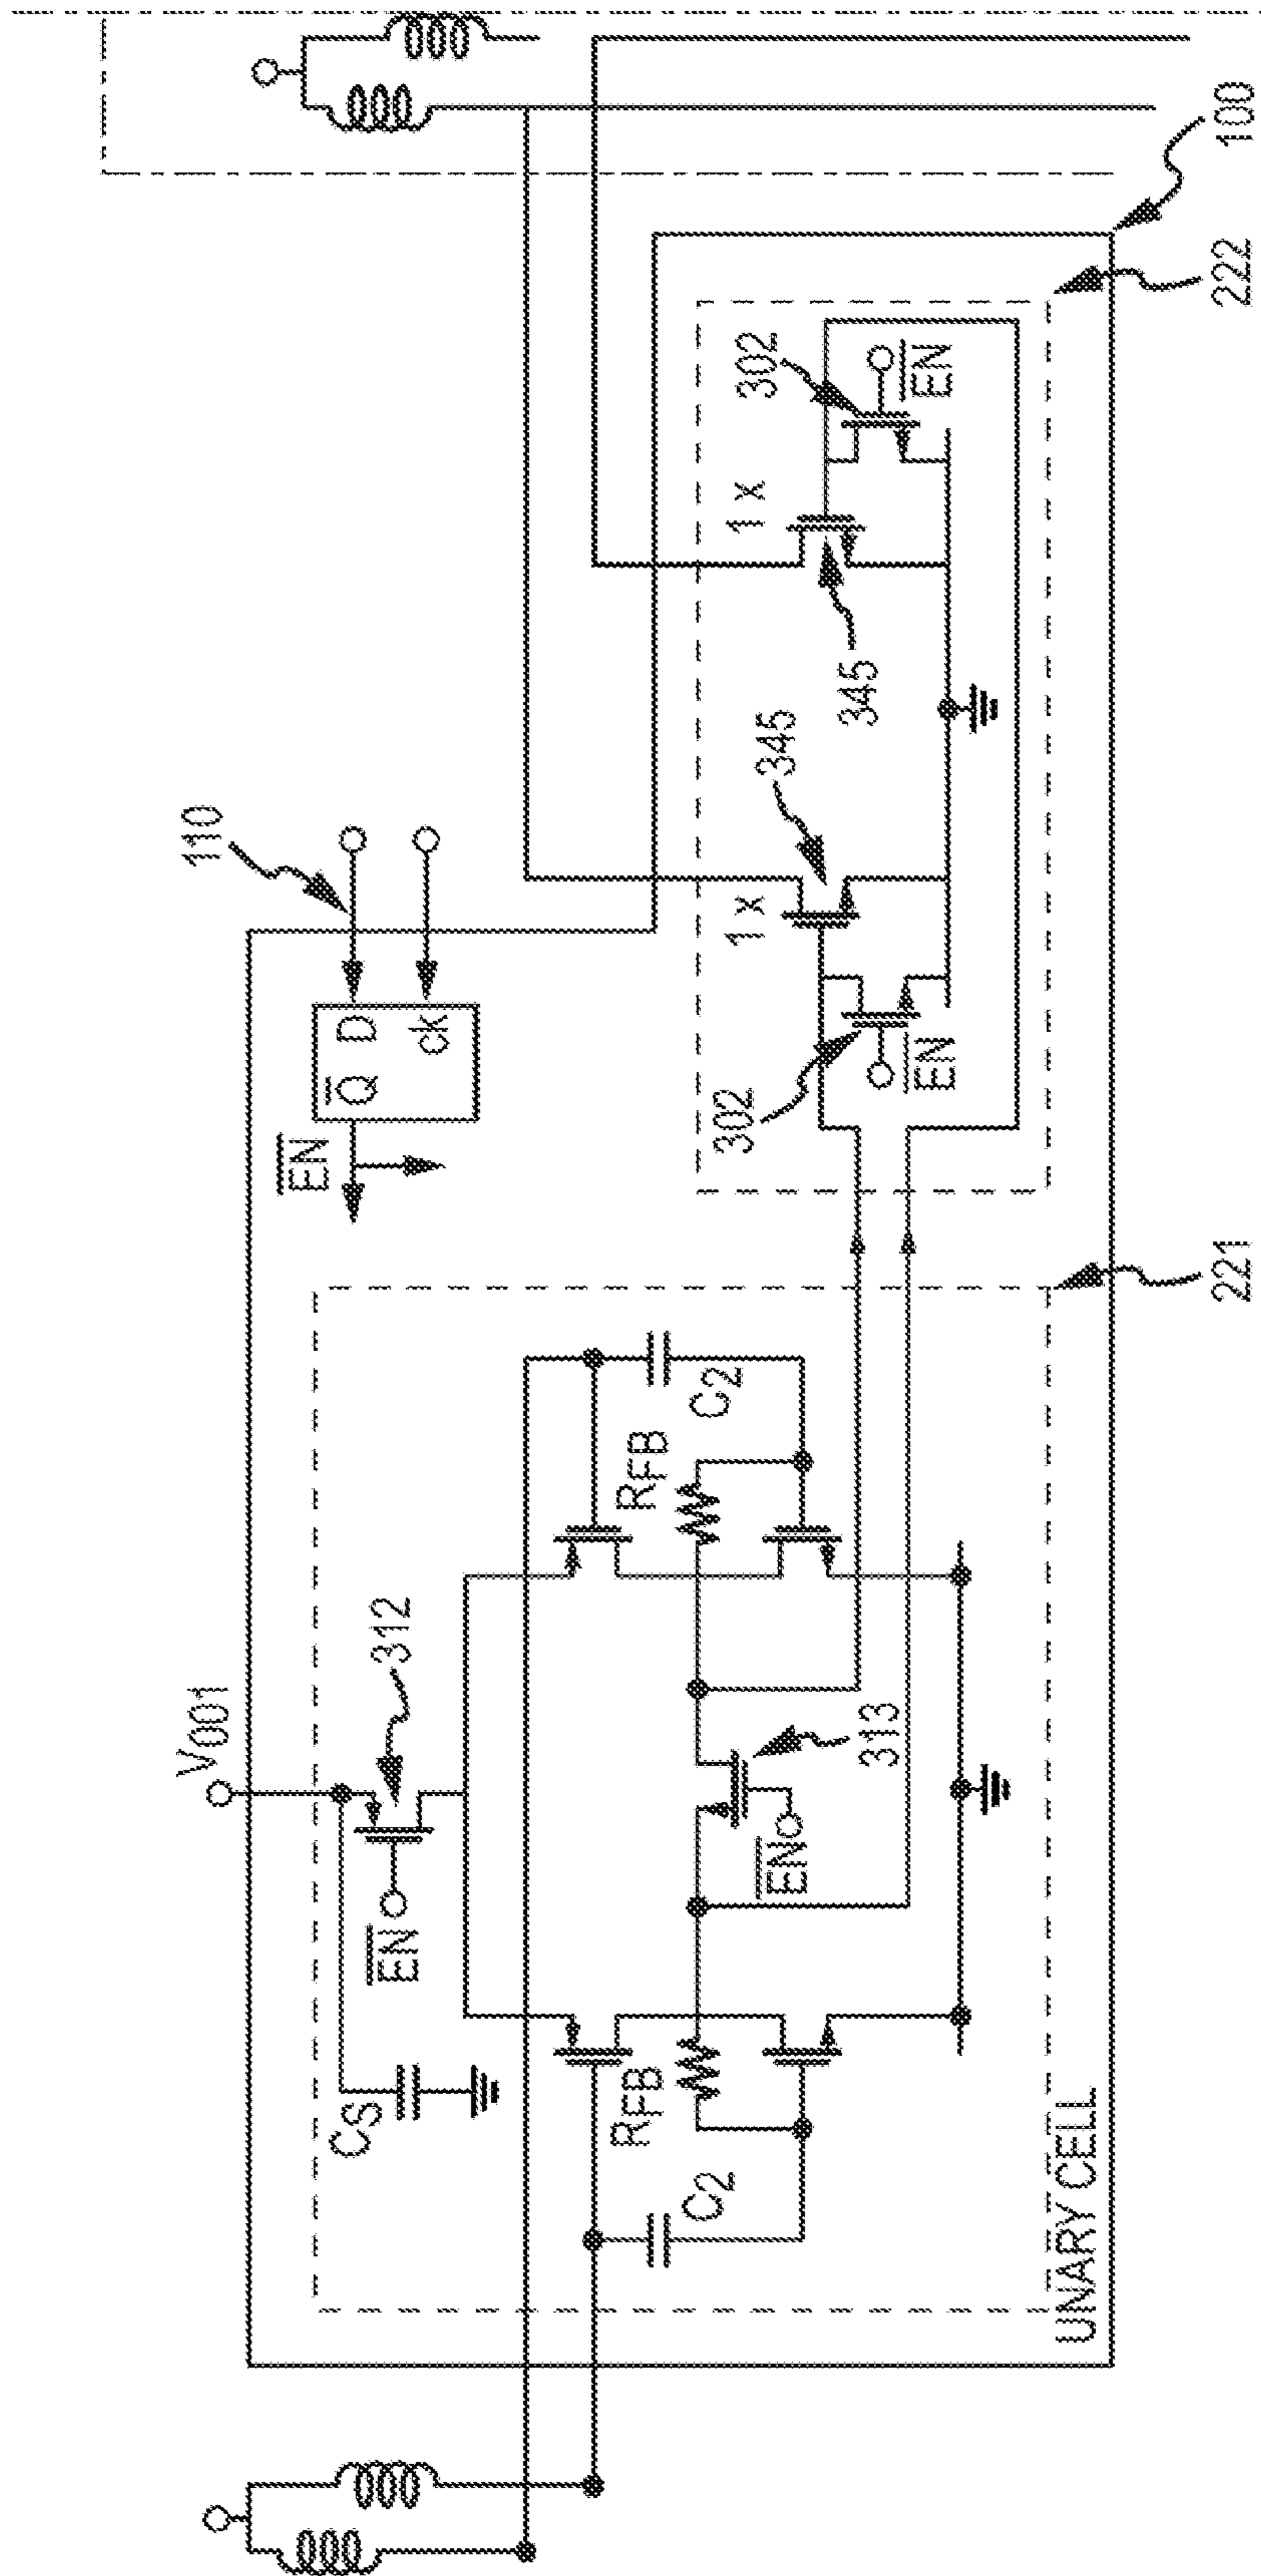 V001
110
EN
Q D
ck
CS
EN
312
RFB
RFB
C2
C2
EN
313
1 x
345
1 x
345
302
EN
302
EN
UNARY CELL
221
222
100